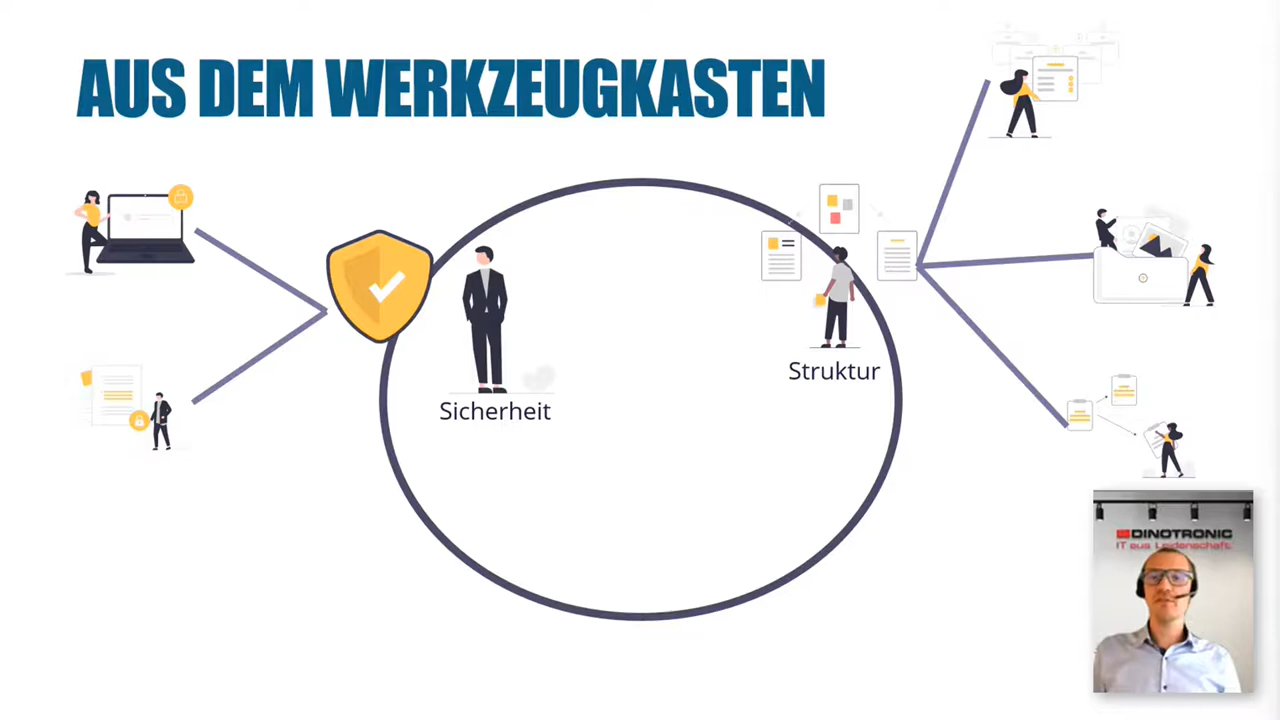 AUS DEM WERKZEUGKASTEN
Struktur
Sicherheit
DINOTRONIC
IT aus Leidenschaft.